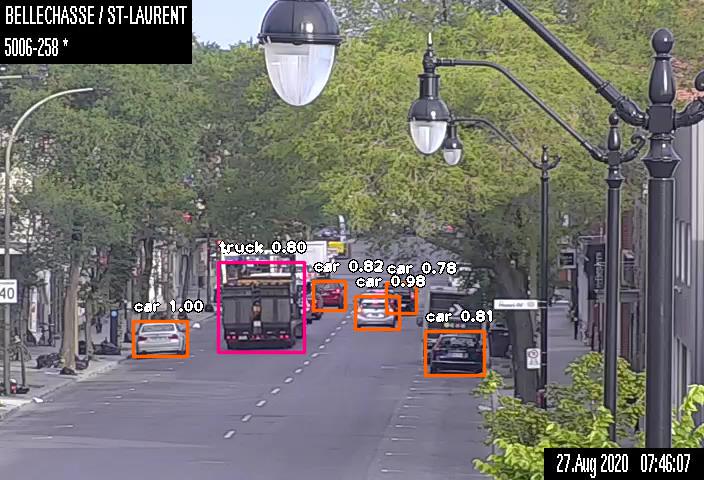 BELLECHASSE / ST-LAURENT
5006-258 *
truck 0.80
car 0.82
car 0.78
car 0.98
car 1.00
car 0.81
40
27.Aug 2020 07:46:07